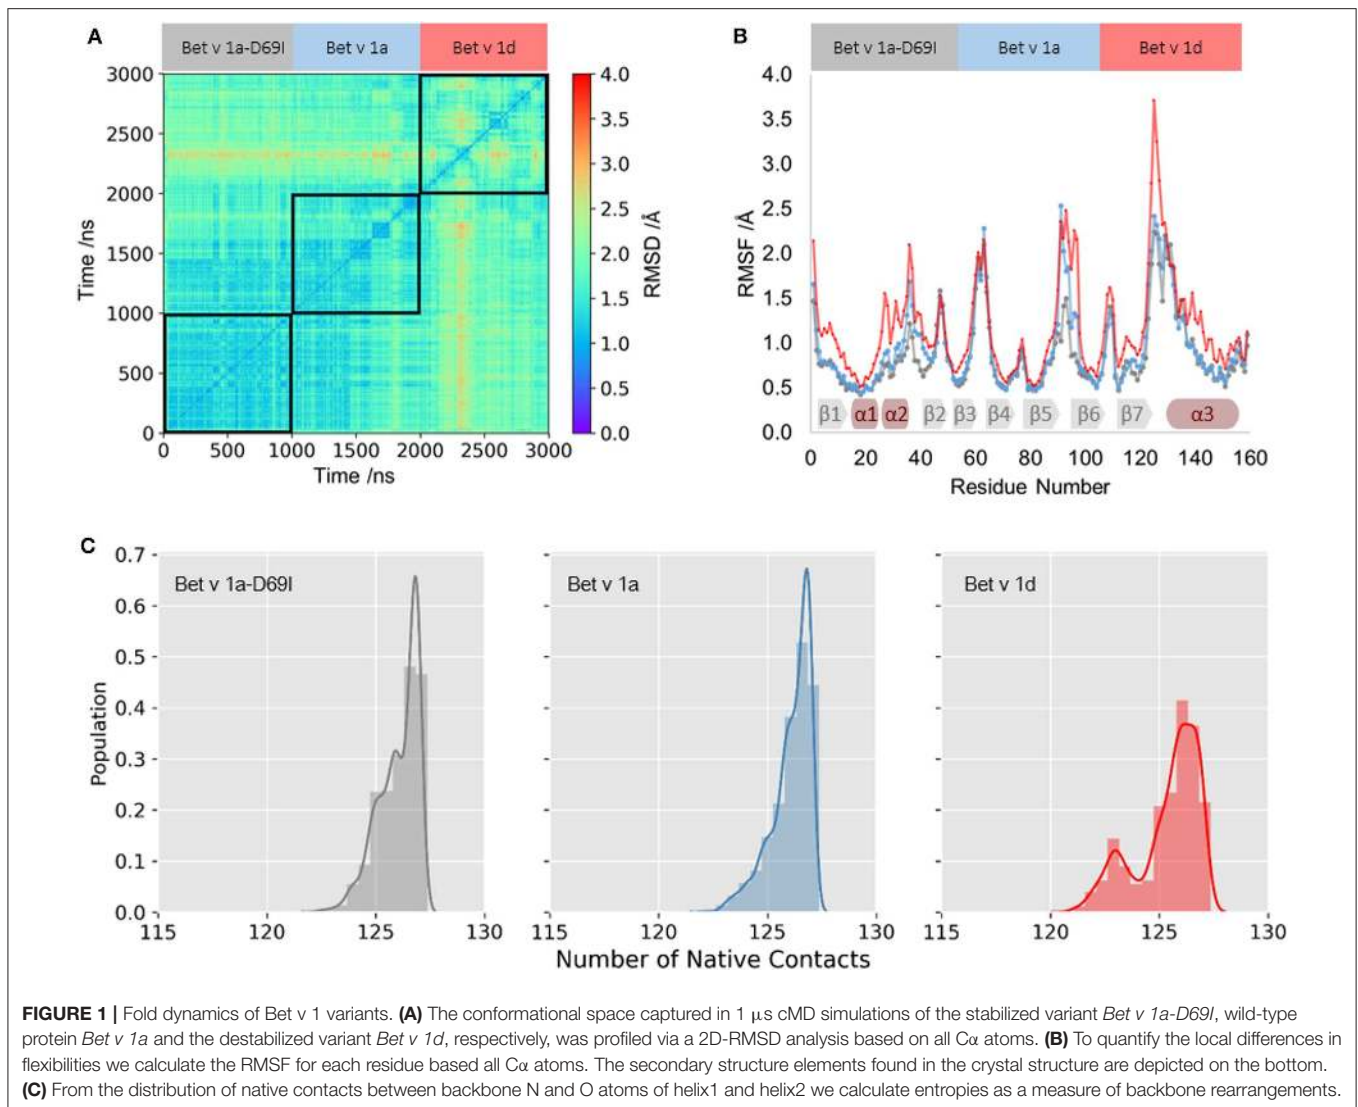 A
Bet v 1a-D69I Bet v 1a Bet v 1d
3000
2500
2000
1500
1000
500
0
Time /ns
0 500 1000 1500 2000 2500 3000
Time /ns
4.0
3.5
3.0
2.5
2.0
1.5
1.0
0.5
0.0
RMSD /Å
B
Bet v 1a-D69I Bet v 1a Bet v 1d
4.0
3.5
3.0
2.5
2.0
1.5
1.0
0.5
0.0
RMSF /Å
β1 α1 α2 β2 β3 β4 β5 β6 β7 α3
0 20 40 60 80 100 120 140 160
Residue Number
C
0.7
0.6
0.5
0.4
0.3
0.2
0.1
0.0
Population
Bet v 1a-D69I
Bet v 1a
Bet v 1d
115 120 125 130
115 120 125 130
115 120 125 130
Number of Native Contacts
FIGURE 1 | Fold dynamics of Bet v 1 variants. (A) The conformational space captured in 1 μs cMD simulations of the stabilized variant Bet v 1a-D69I, wild-type
protein Bet v 1a and the destabilized variant Bet v 1d, respectively, was profiled via a 2D-RMSD analysis based on all Cα atoms. (B) To quantify the local differences in
flexibilities we calculate the RMSF for each residue based all Cα atoms. The secondary structure elements found in the crystal structure are depicted on the bottom.
(C) From the distribution of native contacts between backbone N and O atoms of helix1 and helix2 we calculate entropies as a measure of backbone rearrangements.